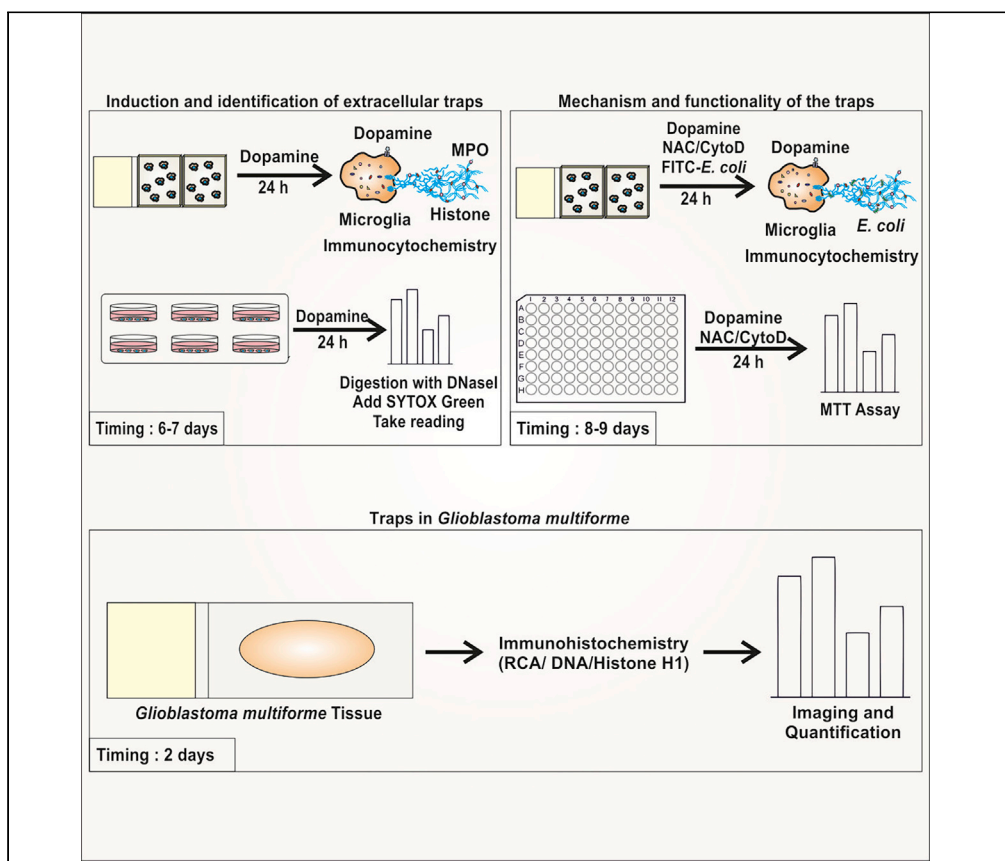 Induction and identification of extracellular traps
Dopamine
24 h
Dopamine
MPO
Microglia
Histone
Immunocytochemistry
Dopamine
24 h
Digestion with DNaseI
Add SYTOX Green
Take reading
Timing : 6-7 days
Mechanism and functionality of the traps
Dopamine
NAC/CytoD
FITC-E. coli
24 h
Dopamine
Microglia
E. coli
Immunocytochemistry
1 2 3 4 5 6 7 8 9 10 11 12
A
B
C
D
E
F
G
H
Dopamine
NAC/CytoD
24 h
MTT Assay
Timing : 8-9 days
Traps in Glioblastoma multiforme
Glioblastoma multiforme Tissue
Immunohistochemistry
(RCA/ DNA/Histone H1)
Imaging and
Quantification
Timing : 2 days